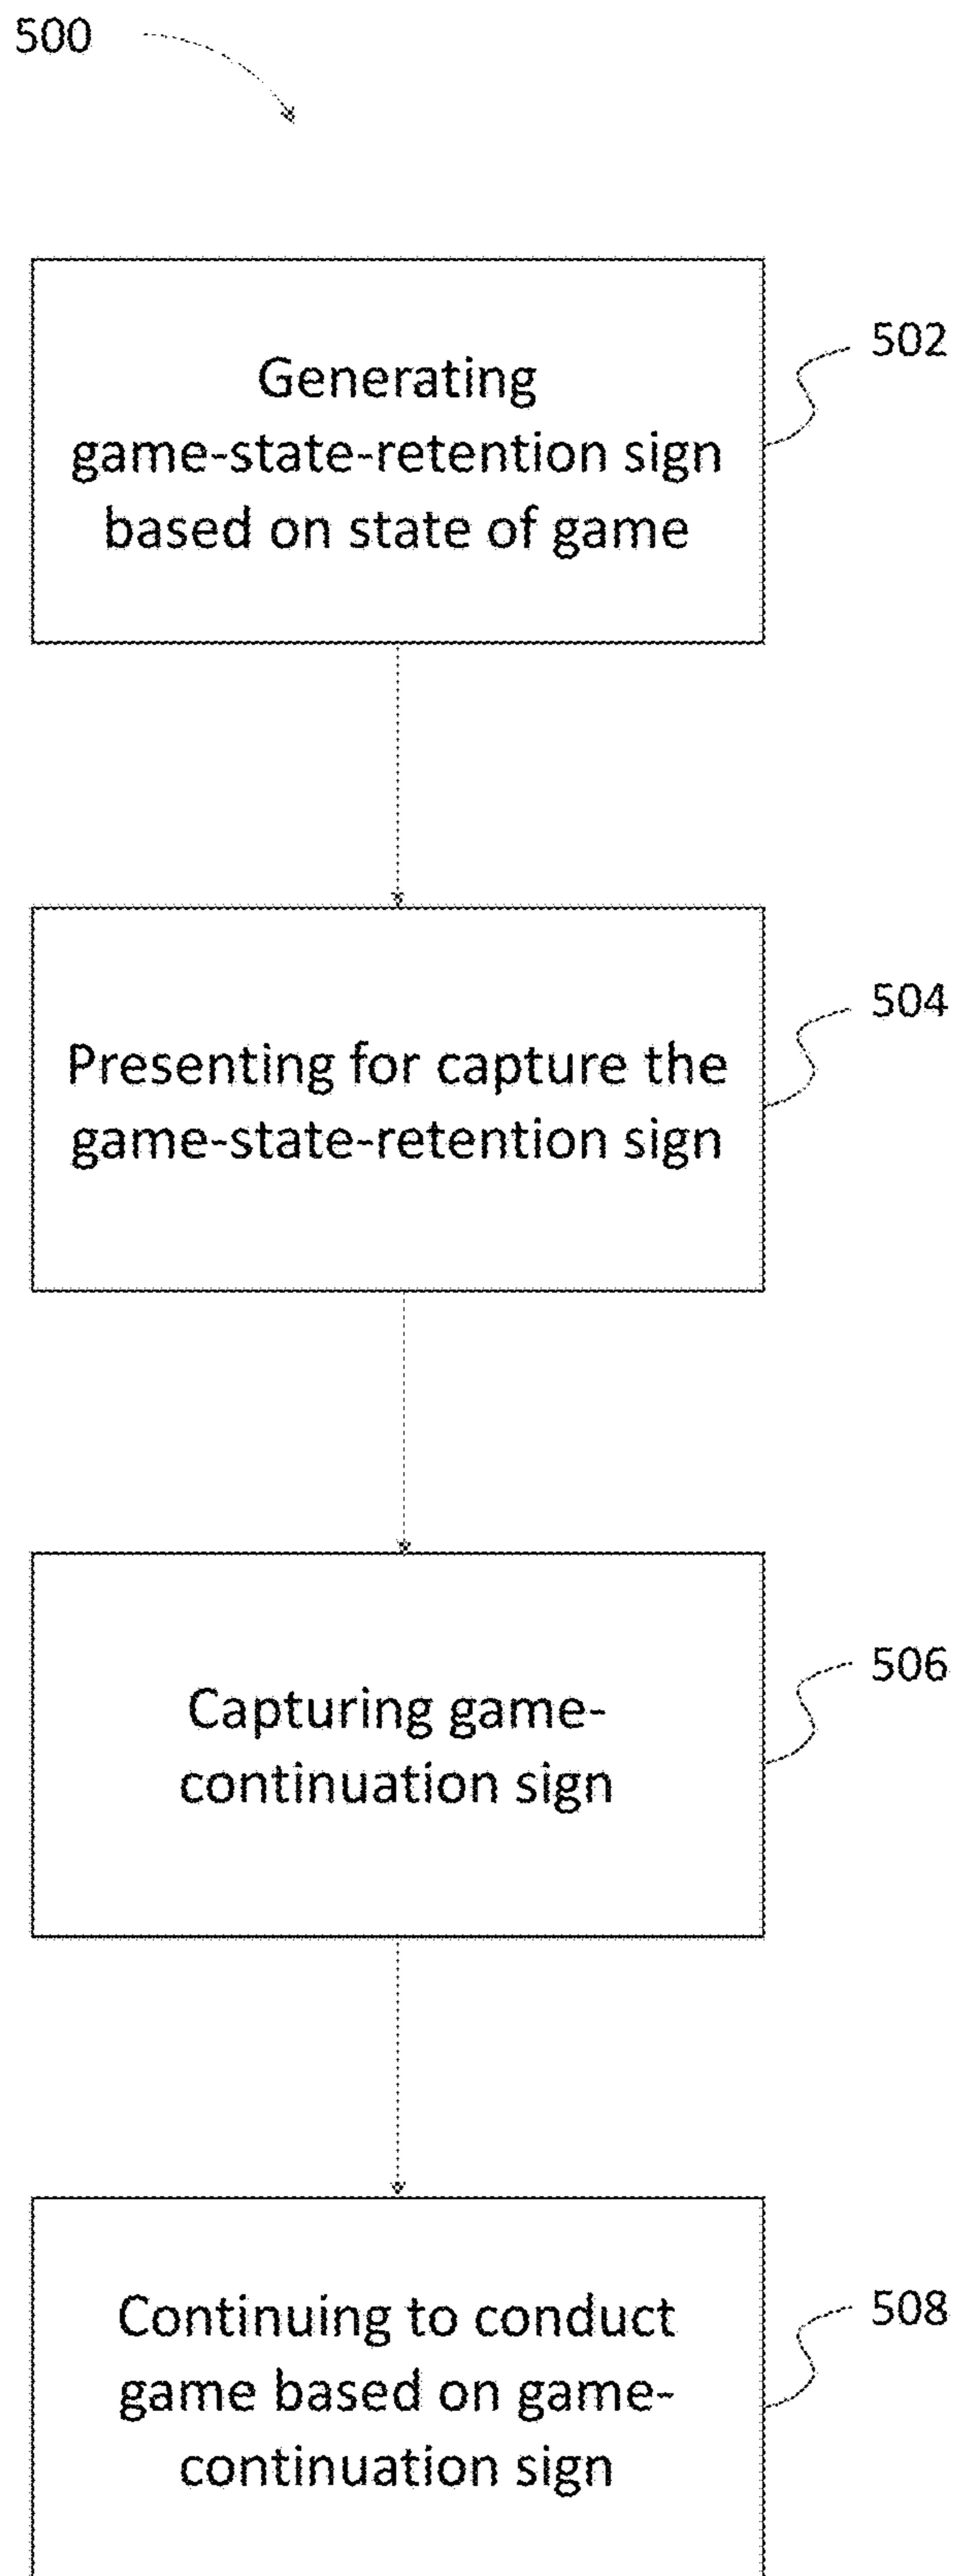 500
502
Generating
game-state-retention sign
based on state of game
504
Presenting for capture the
game-state-retention sign
506
Capturing game-
continuation sign
508
Continuing to conduct
game based on game-
continuation sign